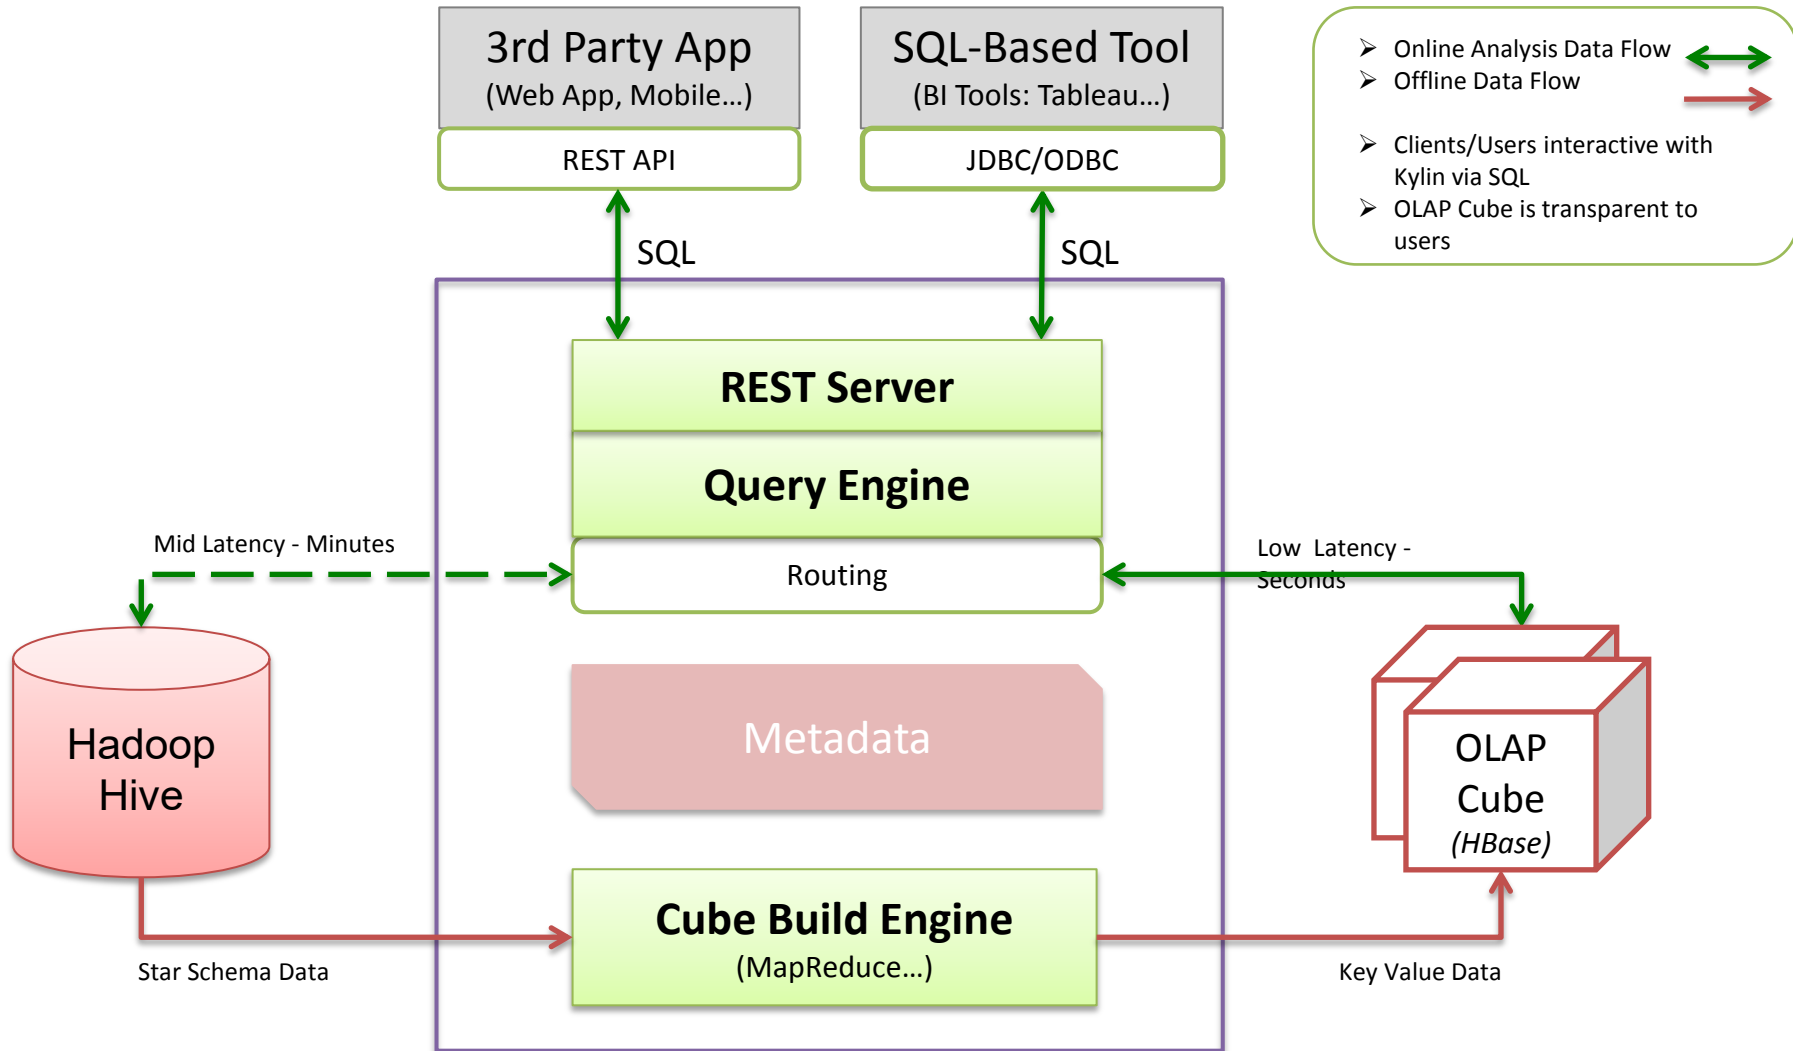 3rd Party App
(Web App, Mobile...)
REST API
SQL-Based Tool
(BI Tools: Tableau...)
JDBC/ODBC
➢ Online Analysis Data Flow
➢ Offline Data Flow
➢ Clients/Users interactive with
Kylin via SQL
➢ OLAP Cube is transparent to
users
SQL
SQL
REST Server
Query Engine
Routing
Mid Latency - Minutes
Low Latency -
Seconds
Hadoop
Hive
Metadata
OLAP
Cube
(HBase)
Cube Build Engine
(MapReduce...)
Star Schema Data
Key Value Data